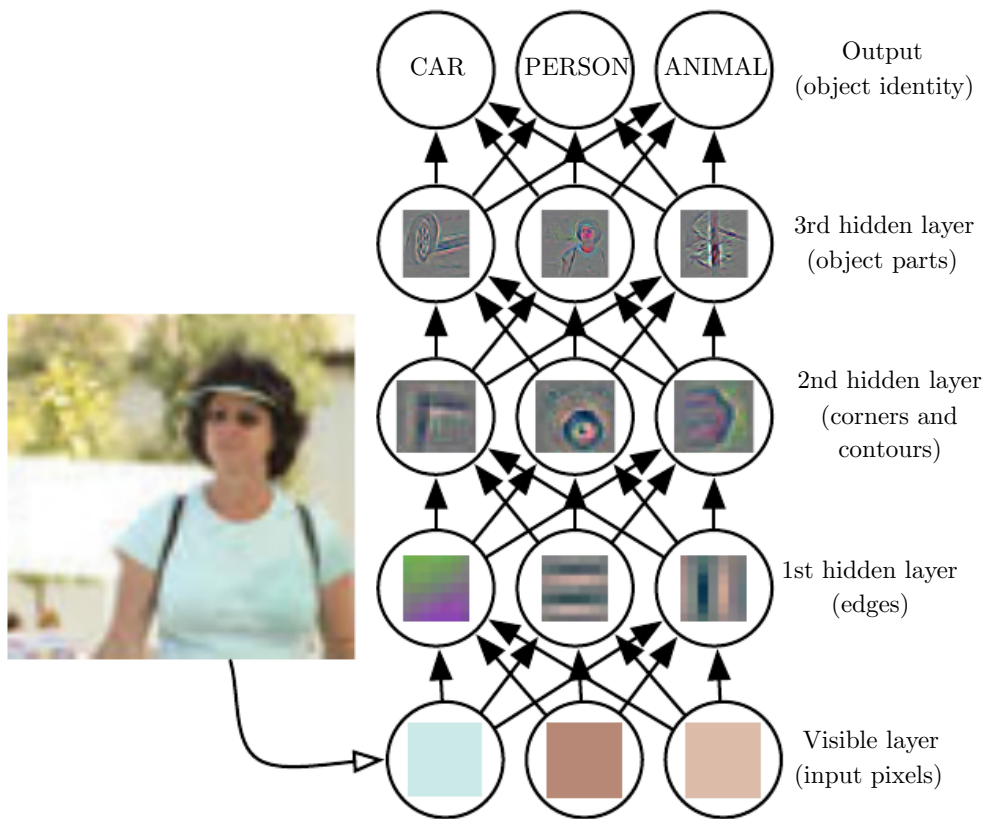 CAR PERSON ANIMAL
Output
(object identity)
3rd hidden layer
(object parts)
2nd hidden layer
(corners and
contours)
1st hidden layer
(edges)
Visible layer
(input pixels)